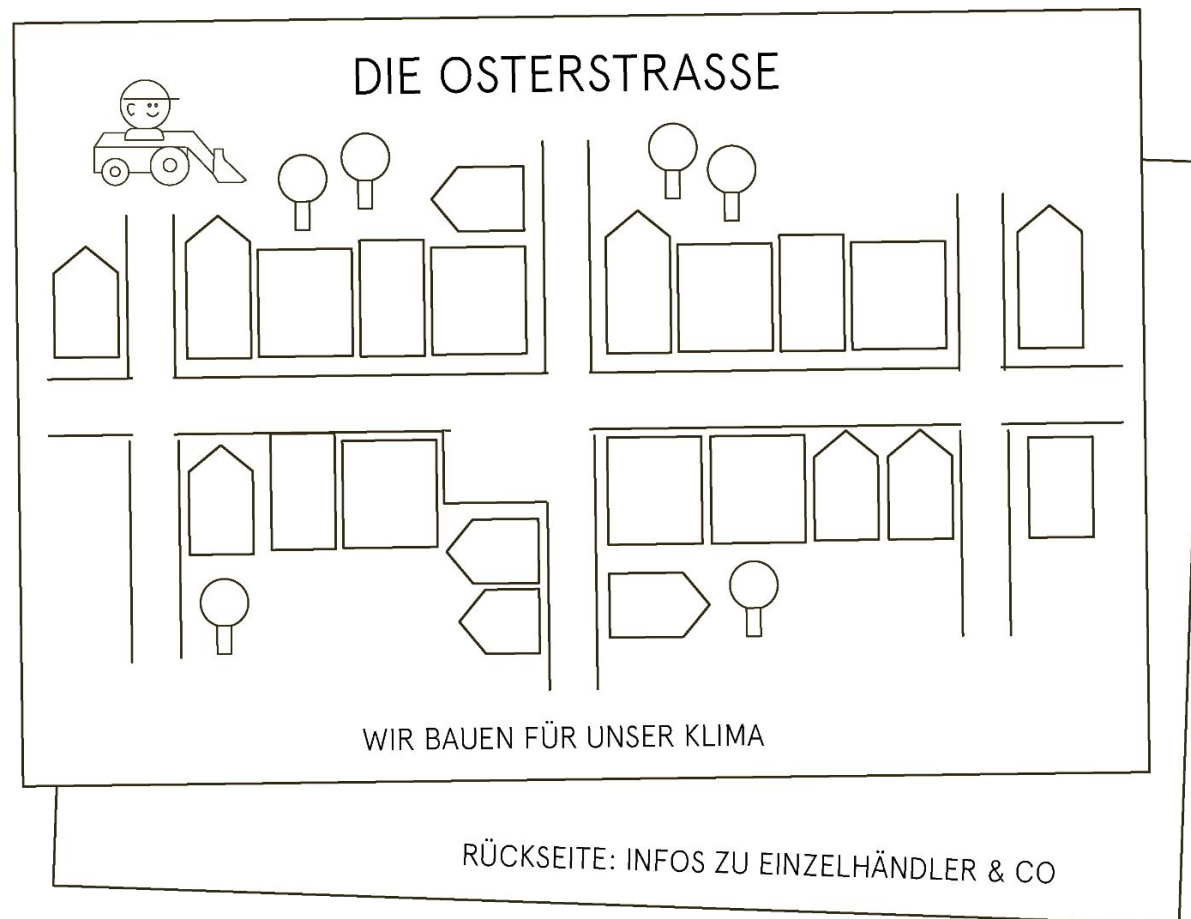 DIE OSTERSTRASSE
WIR BAUEN FÜR UNSER KLIMA
RÜCKSEITE: INFOS ZU EINZELHÄNDLER & CO